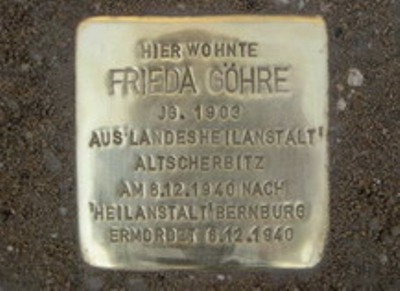 HIER WOHNTE
FRIEDA GÖHRE
JG. 1903
AUS 'LANDESHEILANSTALT'
ALTSCHERBITZ
AM 6.12.1940 NACH
'HEILANSTALT' BERNBURG
ERMORDET 6.12.1940